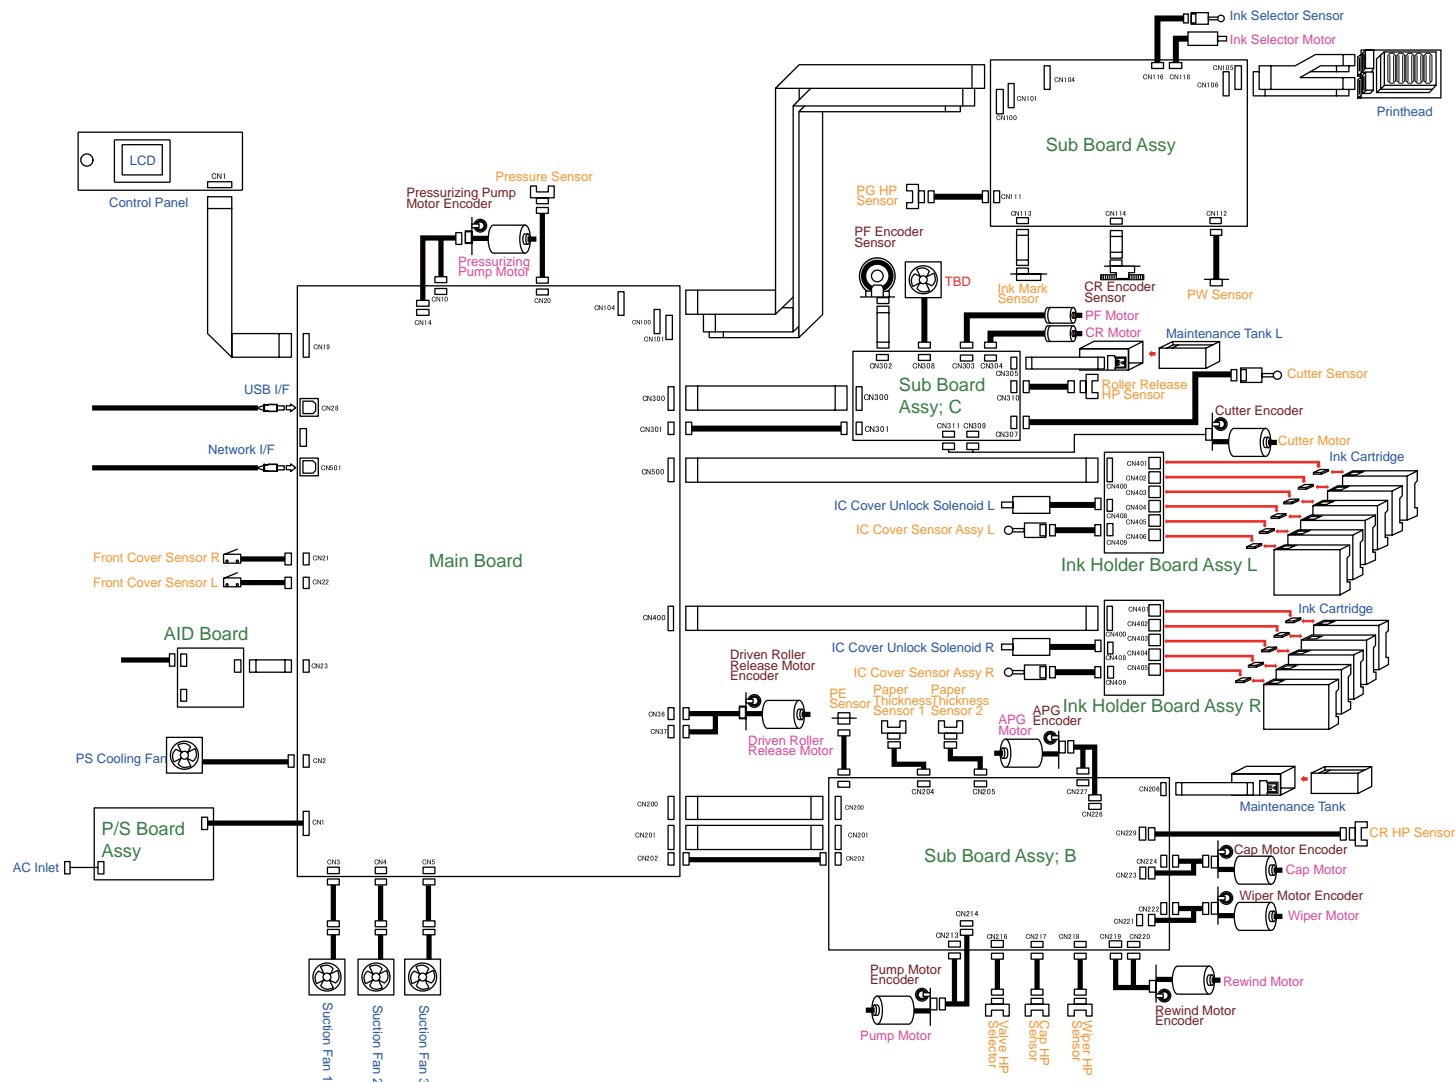 Ink Selector Sensor
Ink Selector Motor
CN116
CN118
CN105
CN106
CN104
CN101
CN100
Printhead
Sub Board Assy
LCD
CN1
Control Panel
Pressure Sensor
Pressurizing Pump
Motor Encoder
Pressurizing
Pump Motor
PG HP
Sensor
CN111
CN113
CN114
CN112
PF Encoder
Sensor
TBD
Ink Mark
Sensor
CR Encoder
Sensor
PW Sensor
CN10
CN20
CN14
CN104
CN100
CN101
CN19
PF Motor
CR Motor
Maintenance Tank L
CN302
CN308
CN303
CN304
CN305
Sub Board
Assy; C
CN310
Roller Release
HP Sensor
Cutter Sensor
USB I/F
CN28
CN300
CN300
CN301
CN301
CN307
CN311
CN309
Cutter Encoder
Cutter Motor
Network I/F
CN501
CN500
CN400
CN401
CN402
CN403
CN404
CN405
CN406
CN408
CN409
Ink Cartridge
IC Cover Unlock Solenoid L
IC Cover Sensor Assy L
Ink Holder Board Assy L
Main Board
Front Cover Sensor R
CN21
Front Cover Sensor L
CN22
AID Board
CN23
CN400
CN400
CN401
CN402
CN403
CN404
CN405
CN408
CN409
Ink Cartridge
IC Cover Unlock Solenoid R
IC Cover Sensor Assy R
Ink Holder Board Assy R
Driven Roller
Release Motor
Encoder
CN36
CN37
Driven Roller
Release Motor
PE
Sensor
Paper
Thickness
Sensor 1
Paper
Thickness
Sensor 2
APG
Encoder
APG
Motor
PS Cooling Fan
CN2
CN204
CN205
CN227
CN226
CN206
Maintenance Tank
P/S Board
Assy
CN1
CN200
CN200
CN201
CN201
CN202
CN202
Sub Board Assy; B
CN229
CR HP Sensor
AC Inlet
CN3
CN4
CN5
CN224
CN223
Cap Motor Encoder
Cap Motor
CN222
CN221
Wiper Motor Encoder
Wiper Motor
CN214
CN213
CN216
CN217
CN218
CN219
CN220
Pump Motor
Encoder
Pump Motor
Valve HP
Selector
Cap HP
Sensor
Wiper HP
Sensor
Rewind Motor
Rewind Motor
Encoder
Suction Fan 1
Suction Fan 2
Suction Fan 3